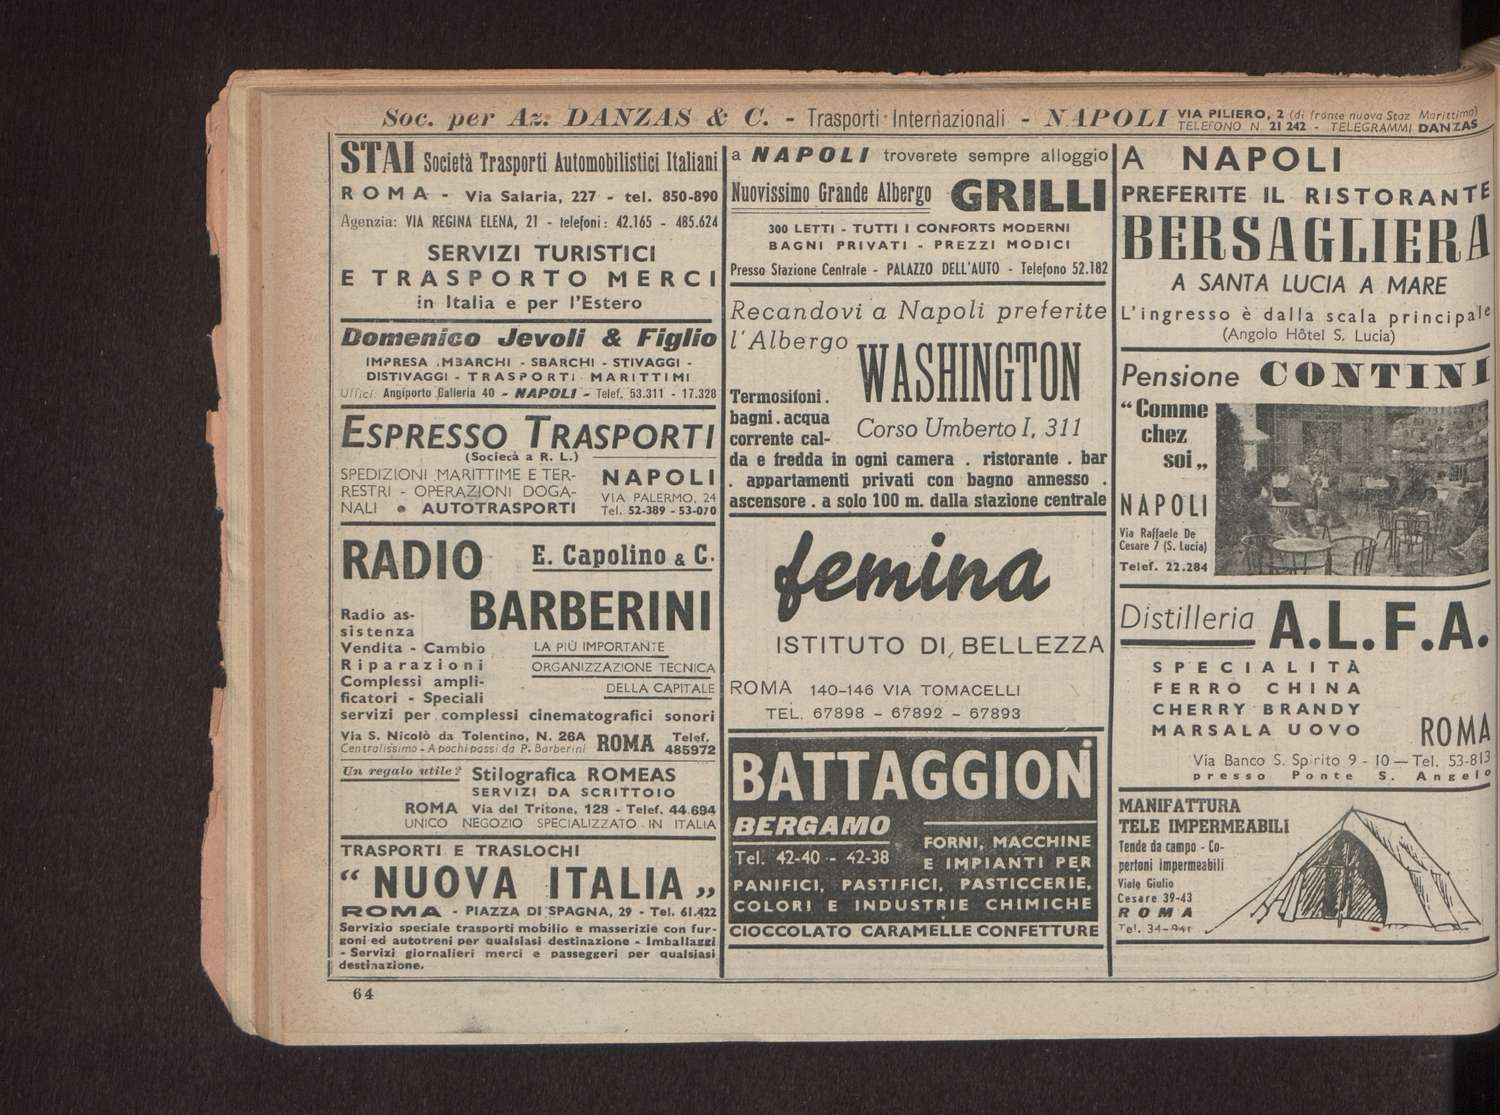 Soc. per Az. DANZAS & C. - Trasporti Internazionali - NAPOLI VIA PILIERO, 2 (di fronte nuova Staz Marittima)
TELEFONO N 21 242 - TELEGRAMMI DANZAS
STAI Società Trasporti Automobilistici Italiani
ROMA - Via Salaria, 227 - tel. 850-890
Agenzia: VIA REGINA ELENA, 21 - telefoni: 42.165 - 485.624
SERVIZI TURISTICI
E TRASPORTO MERCI
in Italia e per l'Estero
Domenico Jevoli & Figlio
IMPRESA .MBARCHI - SBARCHI - STIVAGGI -
DISTIVAGGI - TRASPORTI MARITTIMI
Uffici: Angiporto Galleria 40 - NAPOLI - Telef. 53.311 - 17.328
ESPRESSO TRASPORTI
(Società a R. L.)
SPEDIZIONI MARITTIME E TER-
RESTRI - OPERAZIONI DOGA-
NALI • AUTOTRASPORTI
NAPOLI
VIA PALERMO, 24
Tel. 52-389 - 53-070
RADIO E. Capolino & C.
BARBERINI
Radio as-
sistenza
Vendita - Cambio
Riparazioni
Complessi ampli-
ficatori - Speciali
servizi per complessi cinematografici sonori
LA PIÙ IMPORTANTE
ORGANIZZAZIONE TECNICA
DELLA CAPITALE
Via S. Nicolò da Tolentino, N. 26A
Centralissimo - A pochi passi da P. Barberini
ROMA Telef.
485972
Un regalo utile? Stilografica ROMEAS
SERVIZI DA SCRITTOIO
ROMA Via del Tritone, 128 - Telef. 44.694
UNICO NEGOZIO SPECIALIZZATO IN ITALIA
TRASPORTI E TRASLOCHI
“ NUOVA ITALIA „
ROMA - PIAZZA DI SPAGNA, 29 - Tel. 61.422
Servizio speciale trasporti mobilio e masserizie con fur-
goni ed autotreni per qualsiasi destinazione - Imballaggi
- Servizi giornalieri merci e passeggeri per qualsiasi
destinazione.
64
a NAPOLI troverete sempre alloggio
Nuovissimo Grande Albergo GRILLI
300 LETTI - TUTTI I CONFORTS MODERNI
BAGNI PRIVATI - PREZZI MODICI
Presso Stazione Centrale - PALAZZO DELL'AUTO - Telefono 52.182
Recandovi a Napoli preferite
l'Albergo
WASHINGTON
Corso Umberto I, 311
Termosifoni .
bagni . acqua
corrente cal-
da e fredda in ogni camera . ristorante . bar
. appartamenti privati con bagno annesso .
ascensore . a solo 100 m. dalla stazione centrale
femina
ISTITUTO DI BELLEZZA
ROMA 140-146 VIA TOMACELLI
TEL. 67898 - 67892 - 67893
BATTAGGION
BERGAMO
Tel. 42-40 - 42-38
FORNI, MACCHINE
E IMPIANTI PER
PANIFICI, PASTIFICI, PASTICCERIE,
COLORI E INDUSTRIE CHIMICHE
CIOCCOLATO CARAMELLE CONFETTURE
A NAPOLI
PREFERITE IL RISTORANTE
BERSAGLIERA
A SANTA LUCIA A MARE
L'ingresso è dalla scala principale
(Angolo Hôtel S. Lucia)
Pensione CONTINI
“ Comme
chez
soi „
NAPOLI
Via Raffaele De
Cesare 7 (S. Lucia)
Telef. 22.284
Distilleria A.L.F.A.
SPECIALITÀ
FERRO CHINA
CHERRY BRANDY
MARSALA UOVO
ROMA
Via Banco S. Spirito 9 - 10 — Tel. 53-813
presso Ponte S. Angelo
MANIFATTURA
TELE IMPERMEABILI
Tende da campo - Co-
pertoni impermeabili
Viale Giulio
Cesare 39-43
ROMA